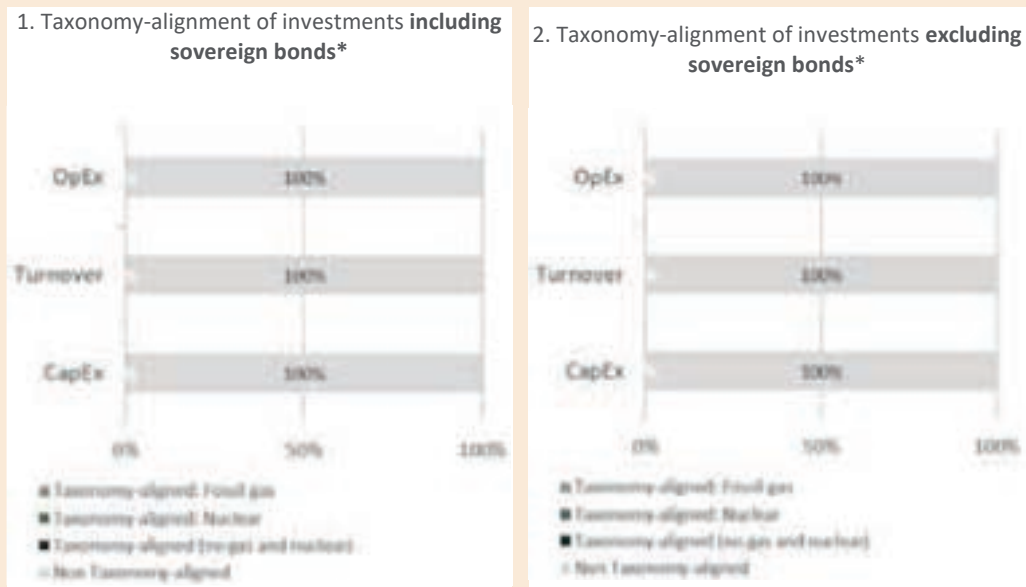 1. Taxonomy-alignment of investments including
sovereign bonds*
OpEx
100%
Turnover
100%
CapEx
100%
0%
50%
100%
Taxonomy-aligned: Fossil gas
Taxonomy-aligned: Nuclear
Taxonomy-aligned (no gas and nuclear)
Non Taxonomy-aligned
2. Taxonomy-alignment of investments excluding
sovereign bonds*
OpEx
100%
Turnover
100%
CapEx
100%
0%
50%
100%
Taxonomy-aligned: Fossil gas
Taxonomy-aligned: Nuclear
Taxonomy-aligned (no gas and nuclear)
Non Taxonomy-aligned